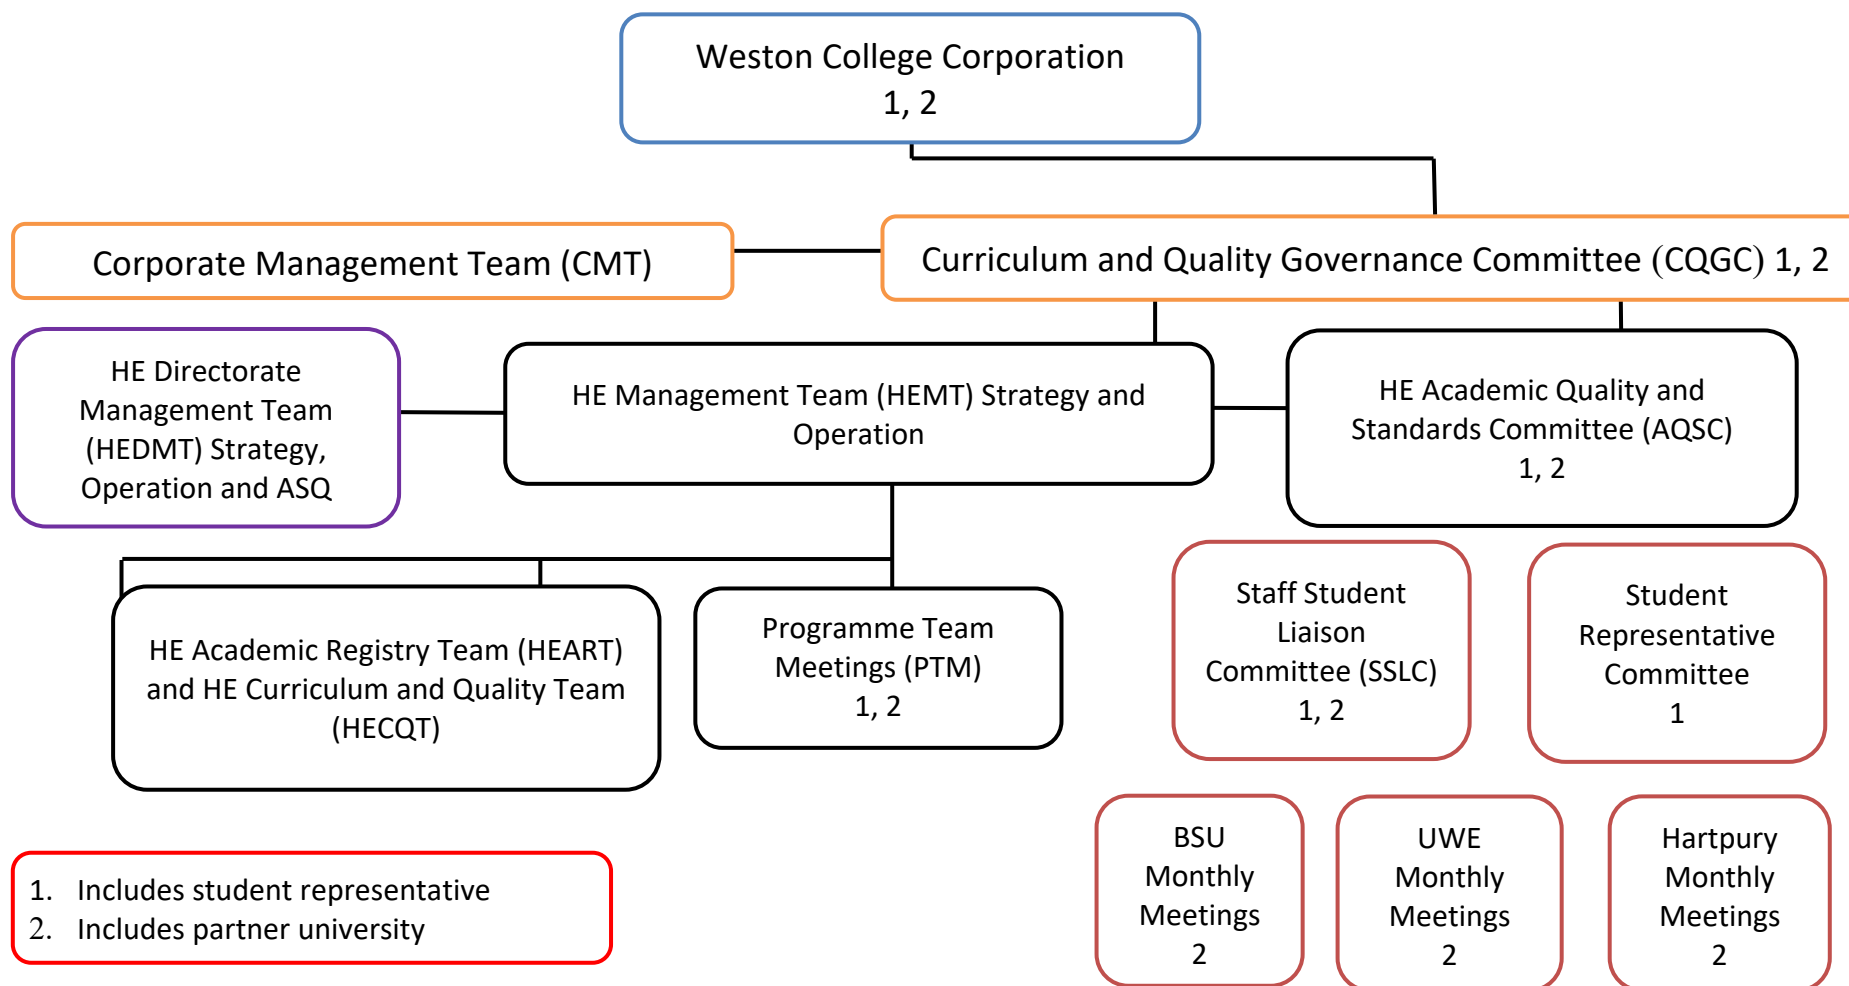 Weston College Corporation
1, 2
Corporate Management Team (CMT)
Curriculum and Quality Governance Committee (CQGC) 1, 2
HE Directorate
Management Team
(HEDMT) Strategy,
Operation and ASQ
HE Management Team (HEMT) Strategy and
Operation
HE Academic Quality and
Standards Committee (AQSC)
1, 2
HE Academic Registry Team (HEART)
and HE Curriculum and Quality Team
(HECQT)
Programme Team
Meetings (PTM)
1, 2
Staff Student
Liaison
Committee (SSLC)
1, 2
Student
Representative
Committee
1
1. Includes student representative
2. Includes partner university
BSU
Monthly
Meetings
2
UWE
Monthly
Meetings
2
Hartpury
Monthly
Meetings
2